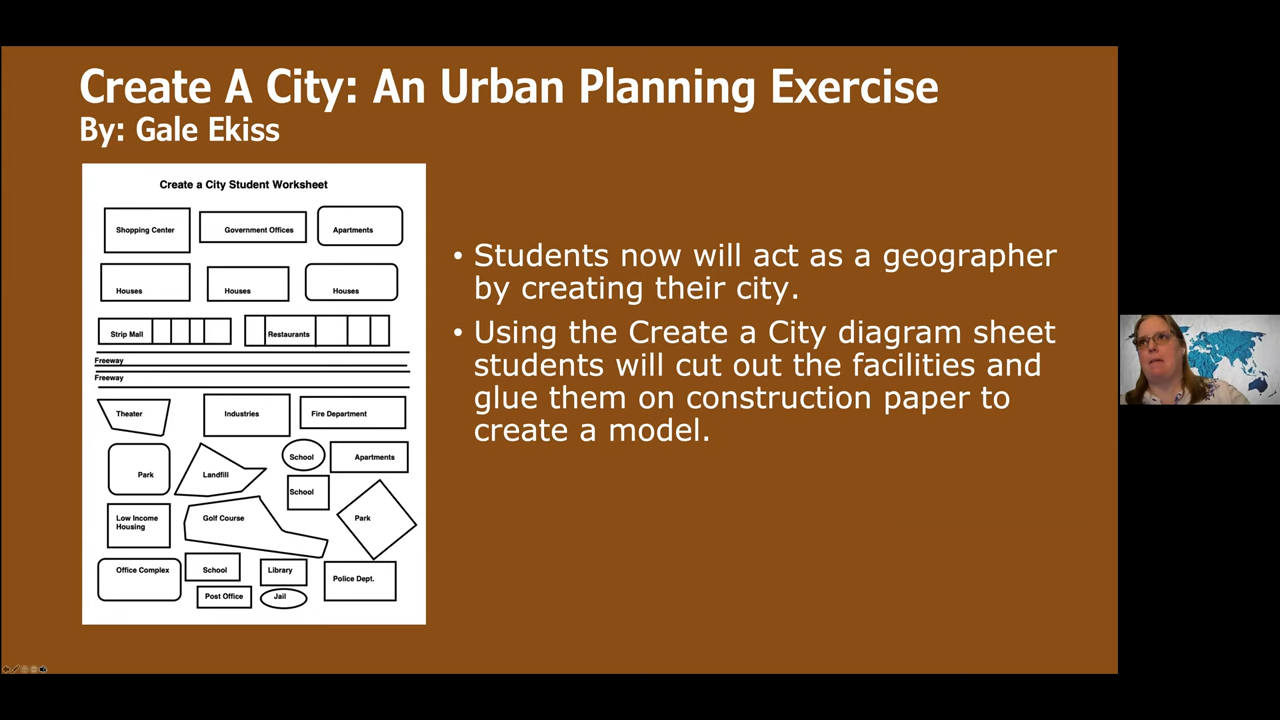 Create A City: An Urban Planning Exercise
By: Gale Ekiss
Create a City Student Worksheet
Shopping Center
Government Offices
Apartments
Houses
Houses
Houses
Strip Mall
Restaurants
Freeway
Freeway
Theater
Industries
Fire Department
Park
Landfill
School
Apartments
School
Low Income
Housing
Golf Course
Park
Office Complex
School
Library
Police Dept.
Post Office
Jail
• Students now will act as a geographer
by creating their city.
• Using the Create a City diagram sheet
students will cut out the facilities and
glue them on construction paper to
create a model.